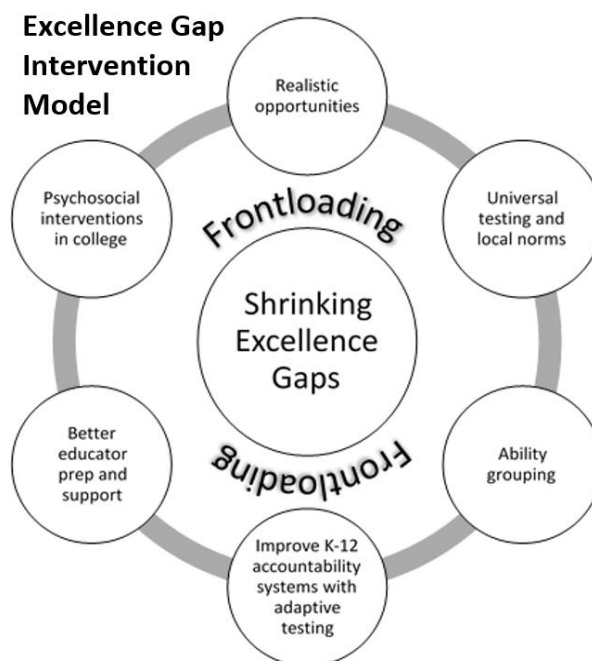 Excellence Gap
Intervention
Model
Realistic
opportunities
Psychosocial
interventions
in college
Universal
testing and
local norms
Frontloading
Shrinking
Excellence
Gaps
Better
educator
prep and
support
Frontloading
Ability
grouping
Improve K-12
accountability
systems with
adaptive
testing